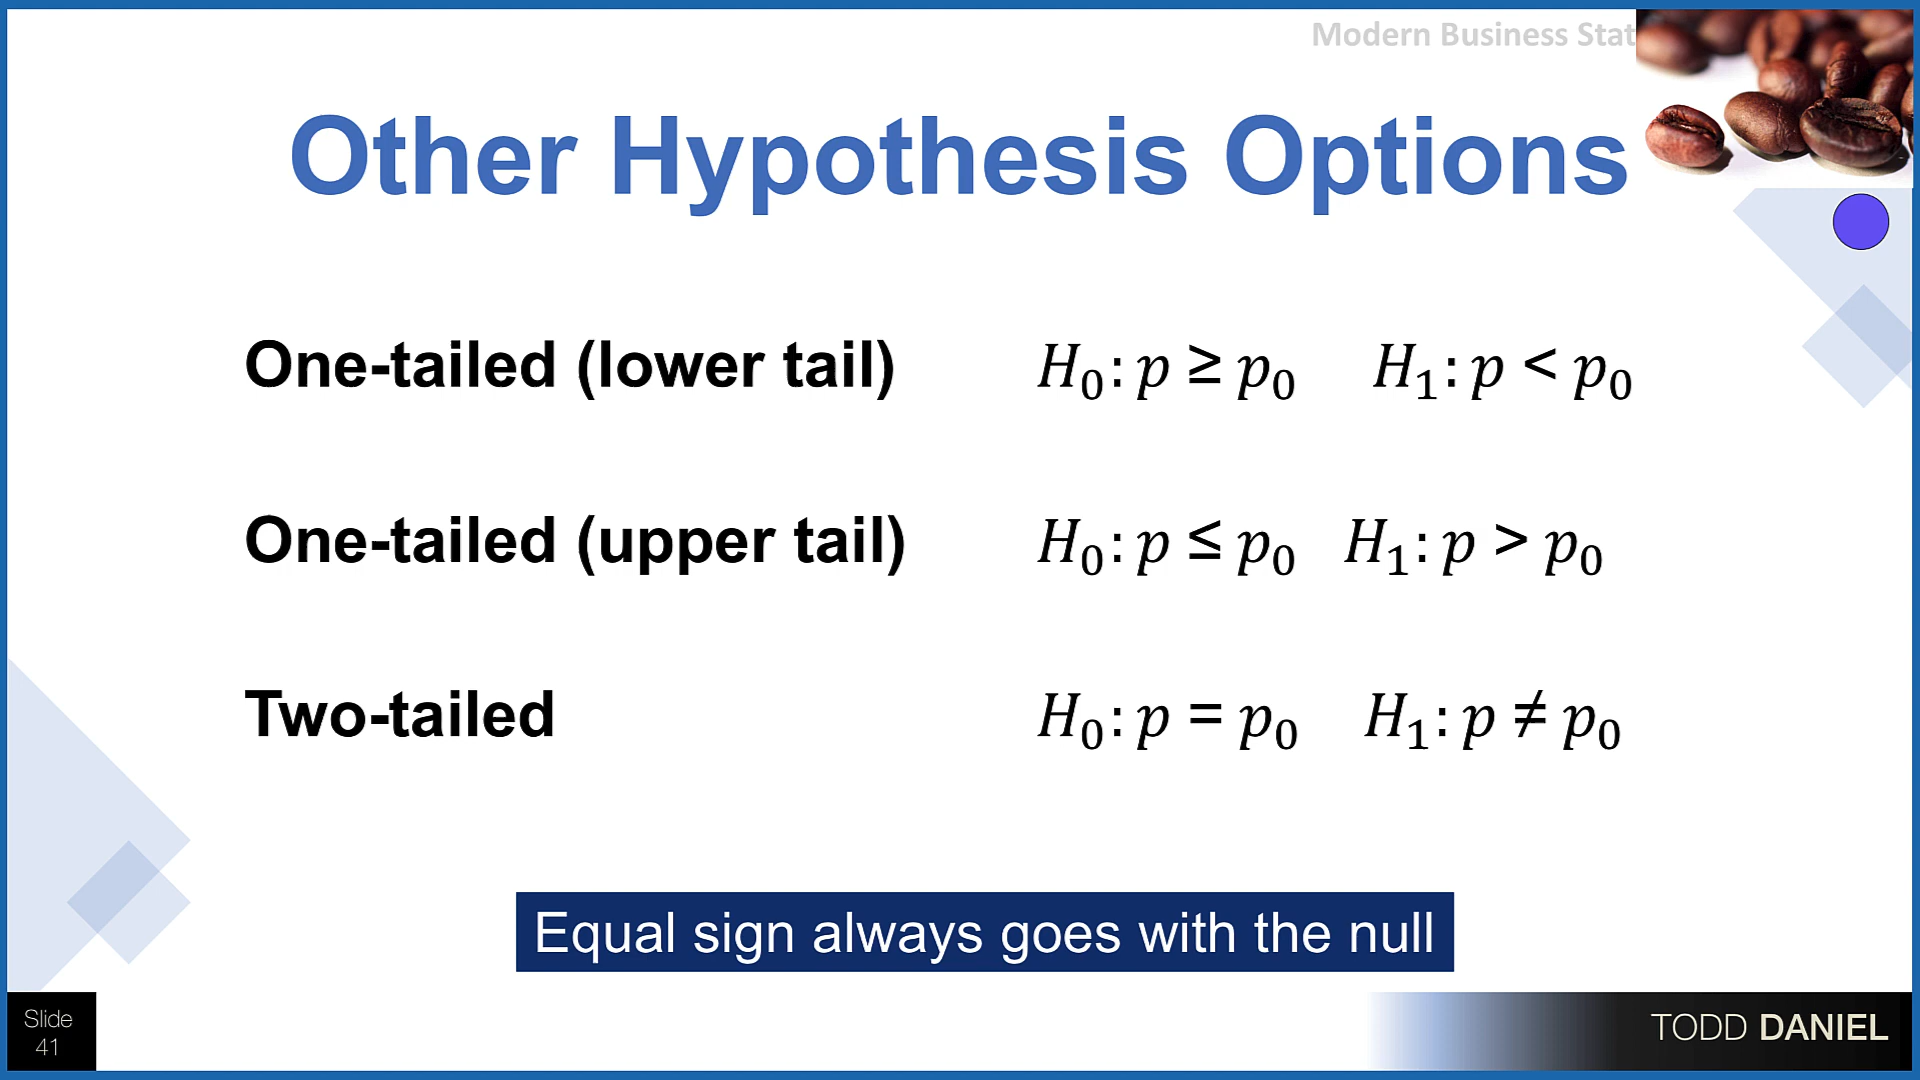 Modern Business Stat
Other Hypothesis Options
One-tailed (lower tail) H₀: p ≥ p₀ H₁: p < p₀
One-tailed (upper tail) H₀: p ≤ p₀ H₁: p > p₀
Two-tailed H₀: p = p₀ H₁: p ≠ p₀
Equal sign always goes with the null
Slide
41
TODD DANIEL